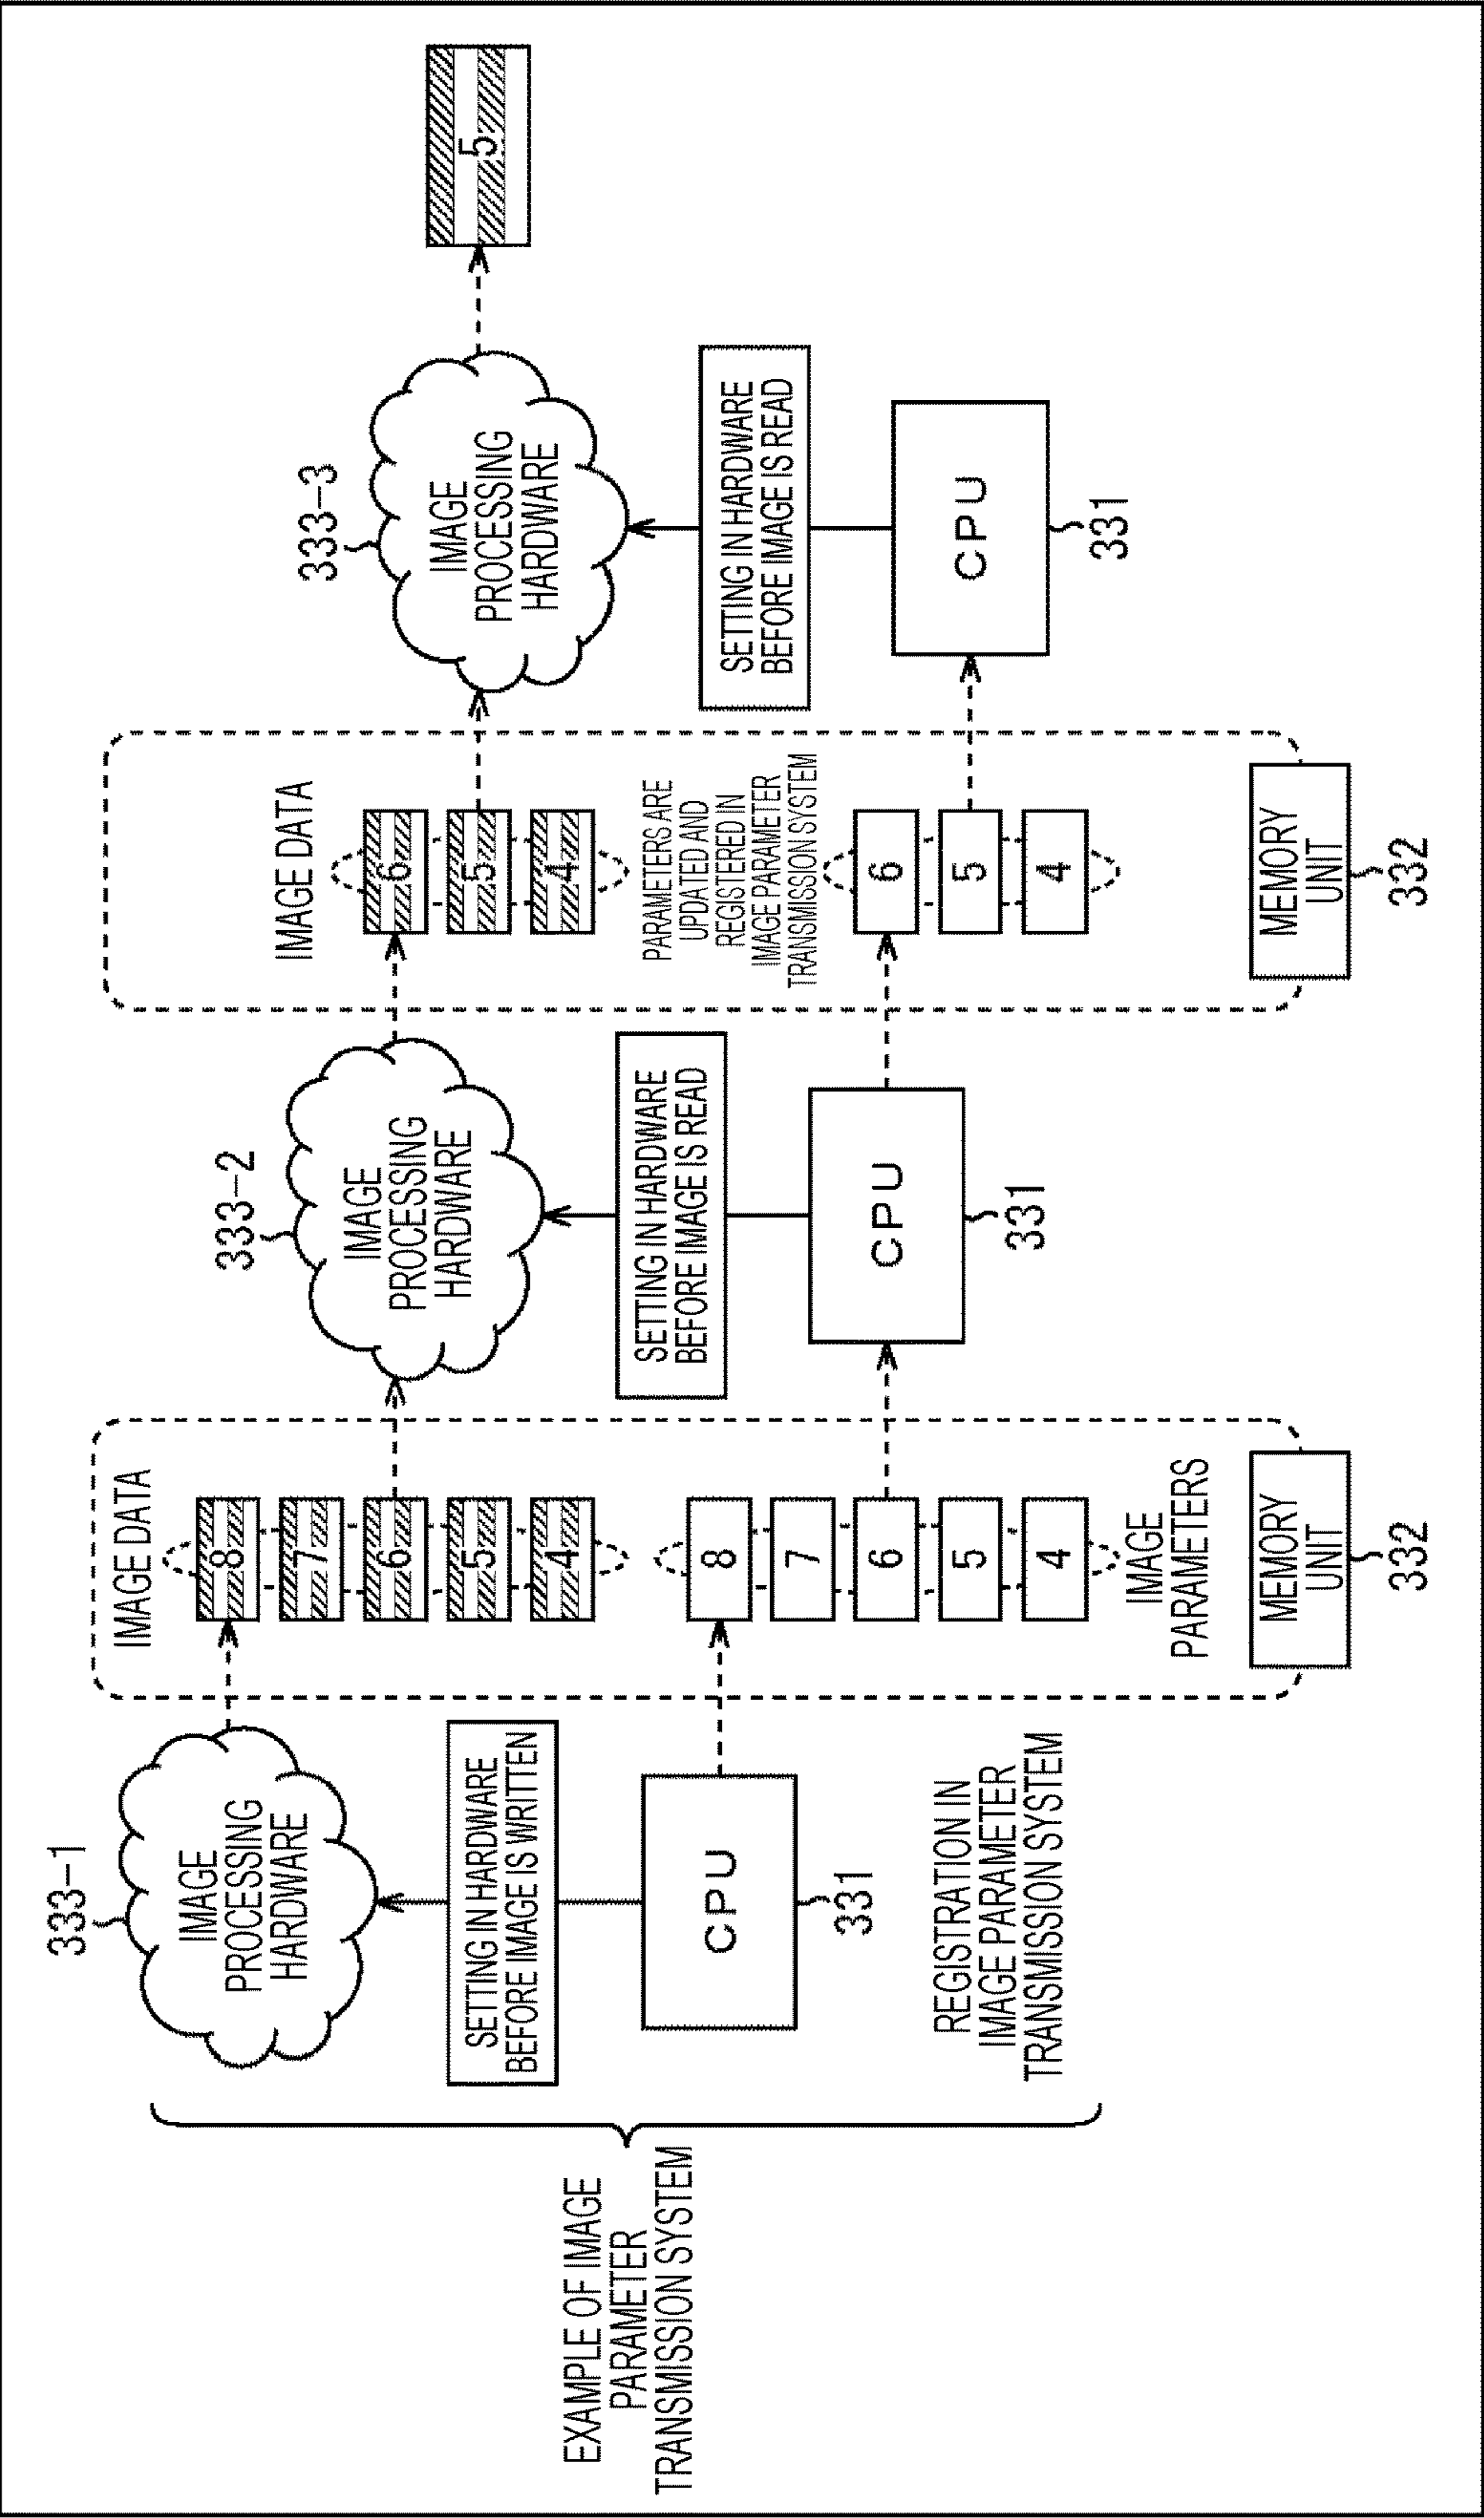 EXAMPLE OF IMAGE
PARAMETER
TRANSMISSION SYSTEM
333-1
IMAGE
PROCESSING
HARDWARE
SETTING IN HARDWARE
BEFORE IMAGE IS WRITTEN
CPU
331
REGISTRATION IN
IMAGE PARAMETER
TRANSMISSION SYSTEM
IMAGE DATA
8
7
6
5
4
8
7
6
5
4
IMAGE
PARAMETERS
MEMORY
UNIT
332
333-2
IMAGE
PROCESSING
HARDWARE
SETTING IN HARDWARE
BEFORE IMAGE IS READ
CPU
331
IMAGE DATA
6
5
4
PARAMETERS ARE
UPDATED AND
REGISTERED IN
IMAGE PARAMETER
TRANSMISSION SYSTEM
6
5
4
MEMORY
UNIT
332
333-3
IMAGE
PROCESSING
HARDWARE
SETTING IN HARDWARE
BEFORE IMAGE IS READ
CPU
331
5